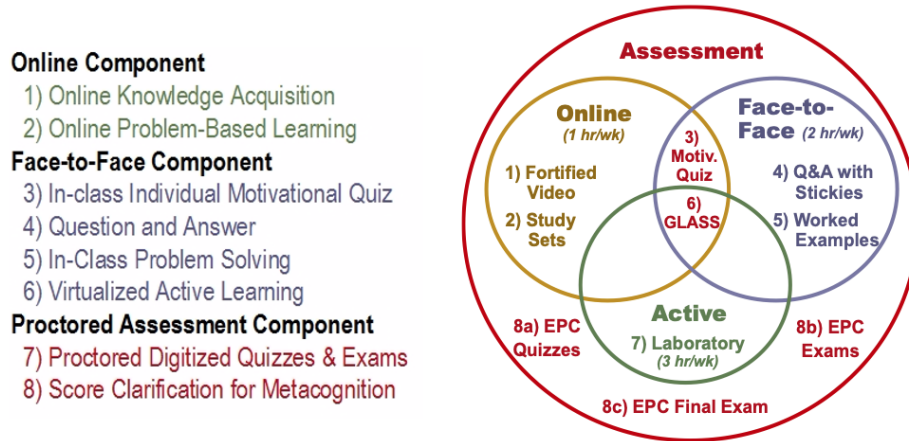 Online Component
1) Online Knowledge Acquisition
2) Online Problem-Based Learning
Face-to-Face Component
3) In-class Individual Motivational Quiz
4) Question and Answer
5) In-Class Problem Solving
6) Virtualized Active Learning
Proctored Assessment Component
7) Proctored Digitized Quizzes & Exams
8) Score Clarification for Metacognition
Assessment
Online
(1 hr/wk)
1) Fortified
Video
2) Study
Sets
3)
Motiv.
Quiz
6)
GLASS
Face-to-
Face (2 hr/wk)
4) Q&A with
Stickies
5) Worked
Examples
Active
7) Laboratory
(3 hr/wk)
8a) EPC
Quizzes
8b) EPC
Exams
8c) EPC Final Exam